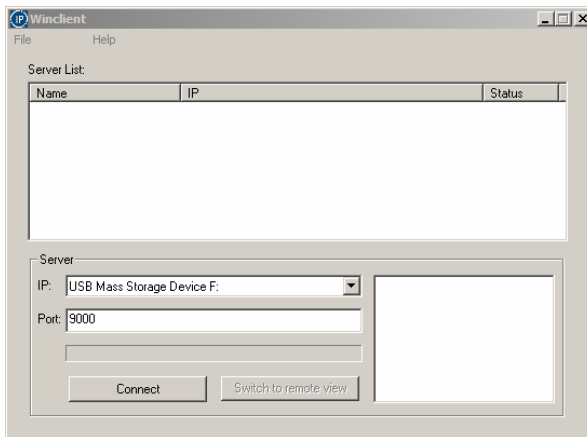 IP Winclient
File Help
Server List:
Name IP Status
Server
IP: USB Mass Storage Device F:
Port: 9000
Connect Switch to remote view